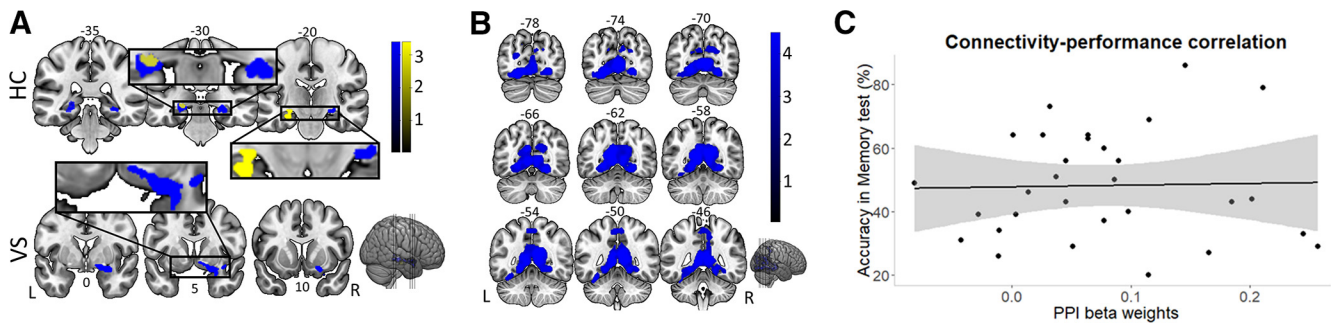 A
-35
-30
-20
HC
3
2
1
VS
L
0
5
10
R
B
-78
-74
-70
-66
-62
-58
-54
-50
-46
L
R
4
3
2
1
C
Connectivity-performance correlation
Accuracy in Memory test (%)
80
60
40
20
0.0
0.1
0.2
PPI beta weights